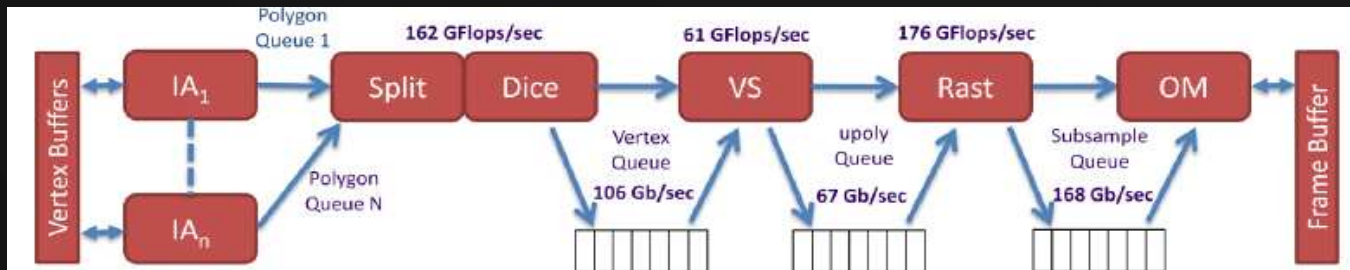 Polygon
Queue 1
162 GFlops/sec
61 GFlops/sec
176 GFlops/sec
Vertex Buffers
IA1
Split
Dice
VS
Rast
OM
Frame Buffer
Vertex
Queue
106 Gb/sec
upoly
Queue
67 Gb/sec
Subsample
Queue
168 Gb/sec
Polygon
Queue N
IAn